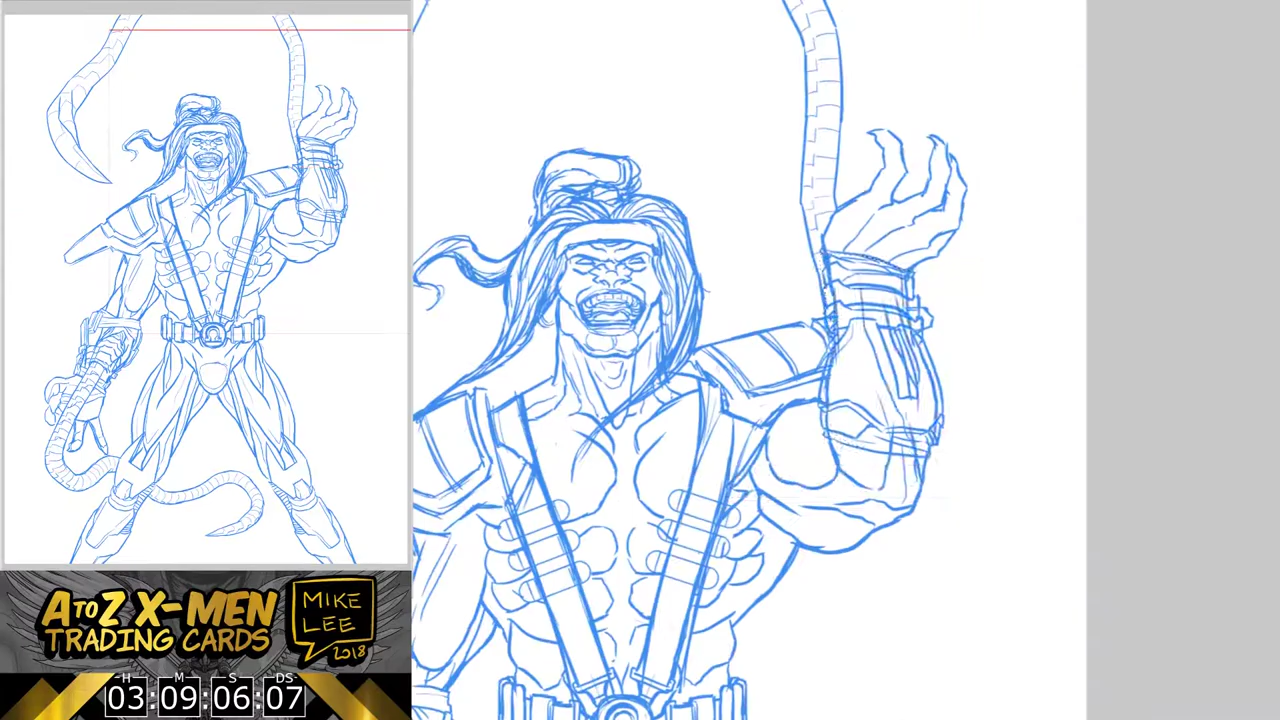 A TO Z X-MEN
TRADING CARDS
MIKE
LEE
2018
H M S DS
03:09:06:07
Ω